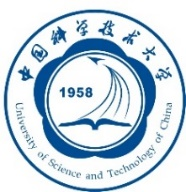 中国科学技术大学
1958
University of Science and Technology of China